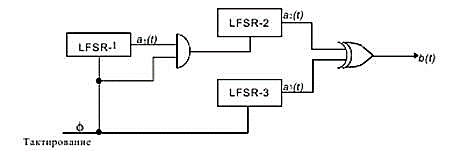 LFSR-2
a₂(t)
LFSR-1
a₁(t)
b(t)
LFSR-3
a₃(t)
ϕ
Тактирование